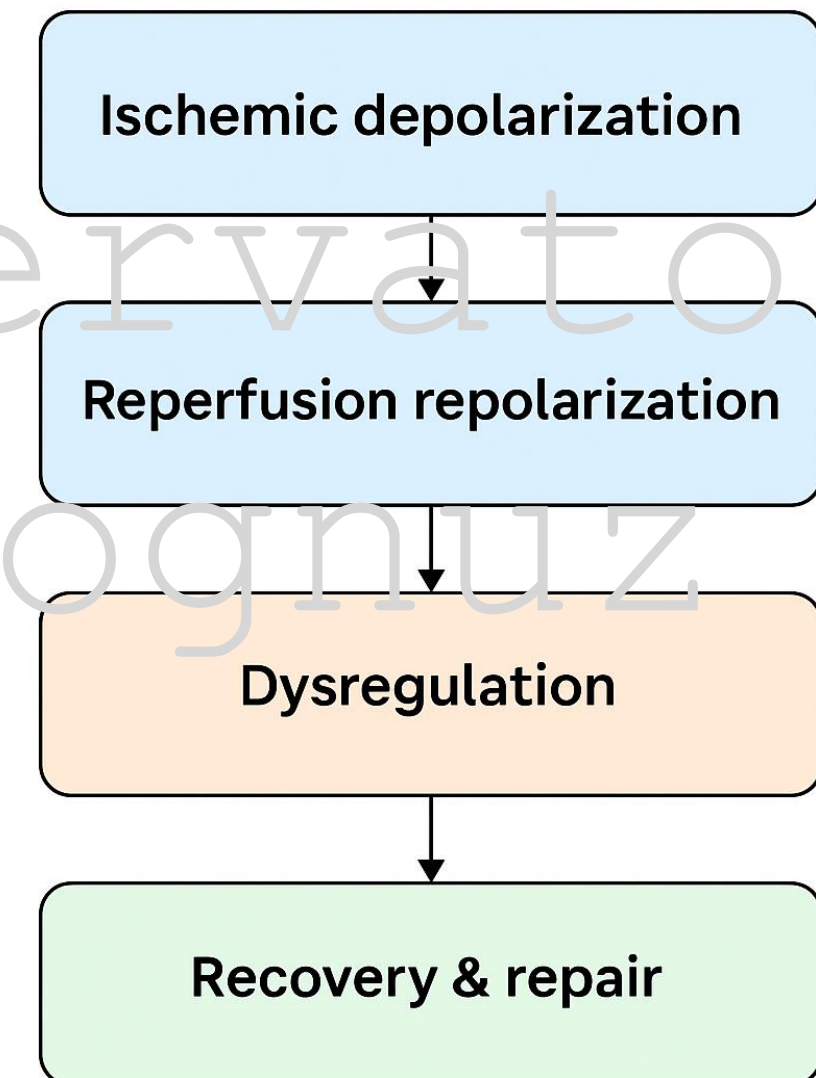 Ischemic depolarization
ervato
Reperfusion repolarization
ognuz
Dysregulation
Recovery & repair